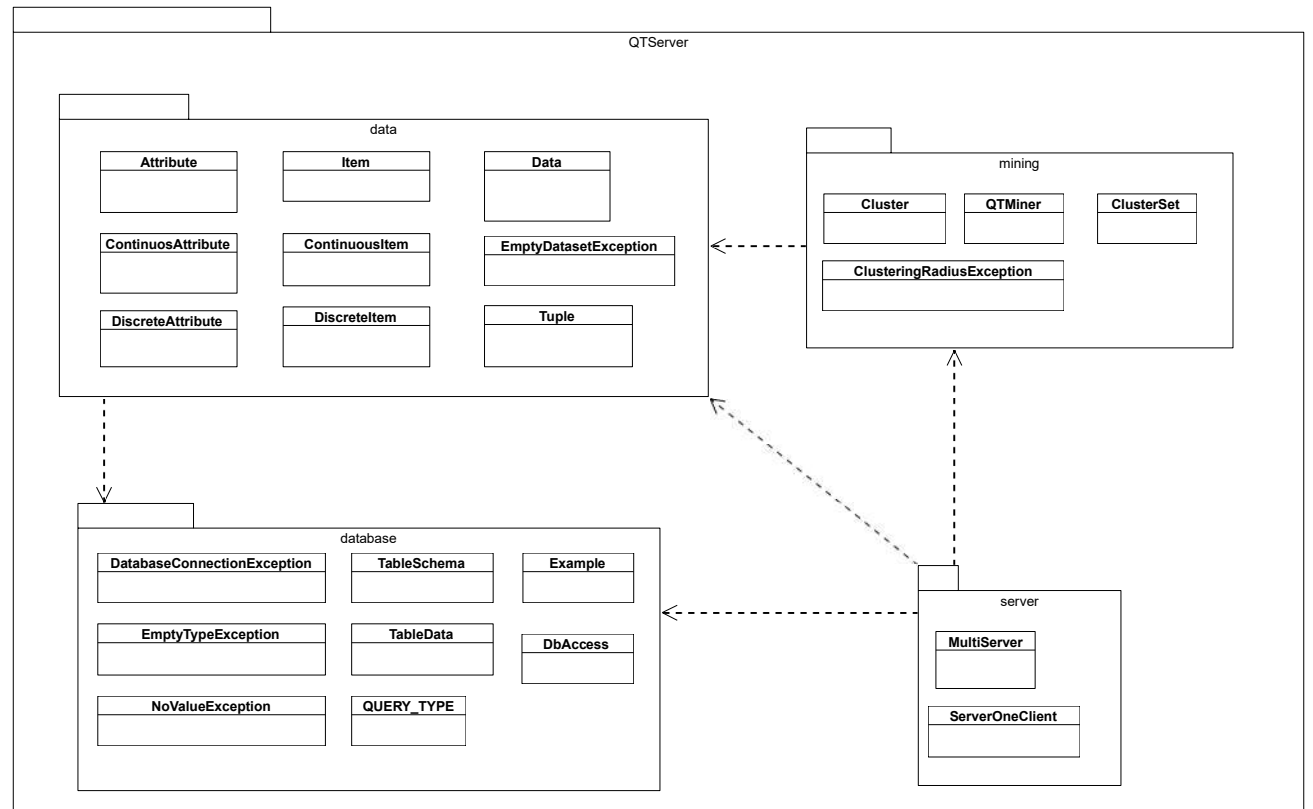 QTServer
data
Attribute
Item
Data
ContinuosAttribute
ContinuousItem
EmptyDatasetException
DiscreteAttribute
DiscreteItem
Tuple
mining
Cluster
QTMiner
ClusterSet
ClusteringRadiusException
database
DatabaseConnectionException
TableSchema
Example
EmptyTypeException
TableData
DbAccess
NoValueException
QUERY_TYPE
server
MultiServer
ServerOneClient